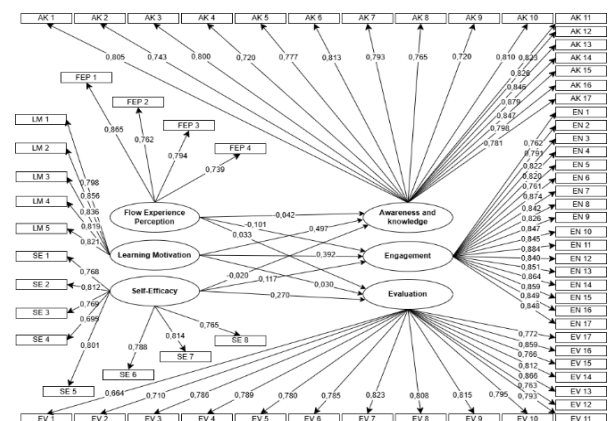 AK 1 AK 2 AK 3 AK 4 AK 5 AK 6 AK 7 AK 8 AK 9 AK 10 AK 11
AK 12
AK 13
AK 14
AK 15
AK 16
AK 17
0,805 0,743 0,800 0,720 0,777 0,813 0,793 0,765 0,720 0,810 0,823
0,826
0,846
0,879
0,847
0,798
0,781
FEP 1
FEP 2
FEP 3
FEP 4
0,865
0,762
0,794
0,739
LM 1
LM 2
LM 3
LM 4
LM 5
0,798
0,856
0,836
0,819
0,821
SE 1
SE 2
SE 3
SE 4
SE 5
SE 6
SE 7
SE 8
0,768
0,812
0,769
0,695
0,801
0,788
0,814
0,765
Flow Experience
Perception
Learning Motivation
Self-Efficacy
-0,042
-0,101
0,033
0,497
0,392
0,030
-0,020
0,117
0,270
Awareness and
knowledge
Engagement
Evaluation
EN 1
EN 2
EN 3
EN 4
EN 5
EN 6
EN 7
EN 8
EN 9
EN 10
EN 11
EN 12
EN 13
EN 14
EN 15
EN 16
EN 17
0,762
0,791
0,822
0,820
0,761
0,874
0,842
0,826
0,847
0,845
0,884
0,840
0,851
0,864
0,859
0,849
0,848
EV 17
EV 16
EV 15
EV 14
EV 13
EV 12
0,772
0,859
0,766
0,812
0,866
0,763
0,793
0,664 0,710 0,786 0,789 0,780 0,785 0,823 0,808 0,815 0,795
EV 1 EV 2 EV 3 EV 4 EV 5 EV 6 EV 7 EV 8 EV 9 EV 10 EV 11